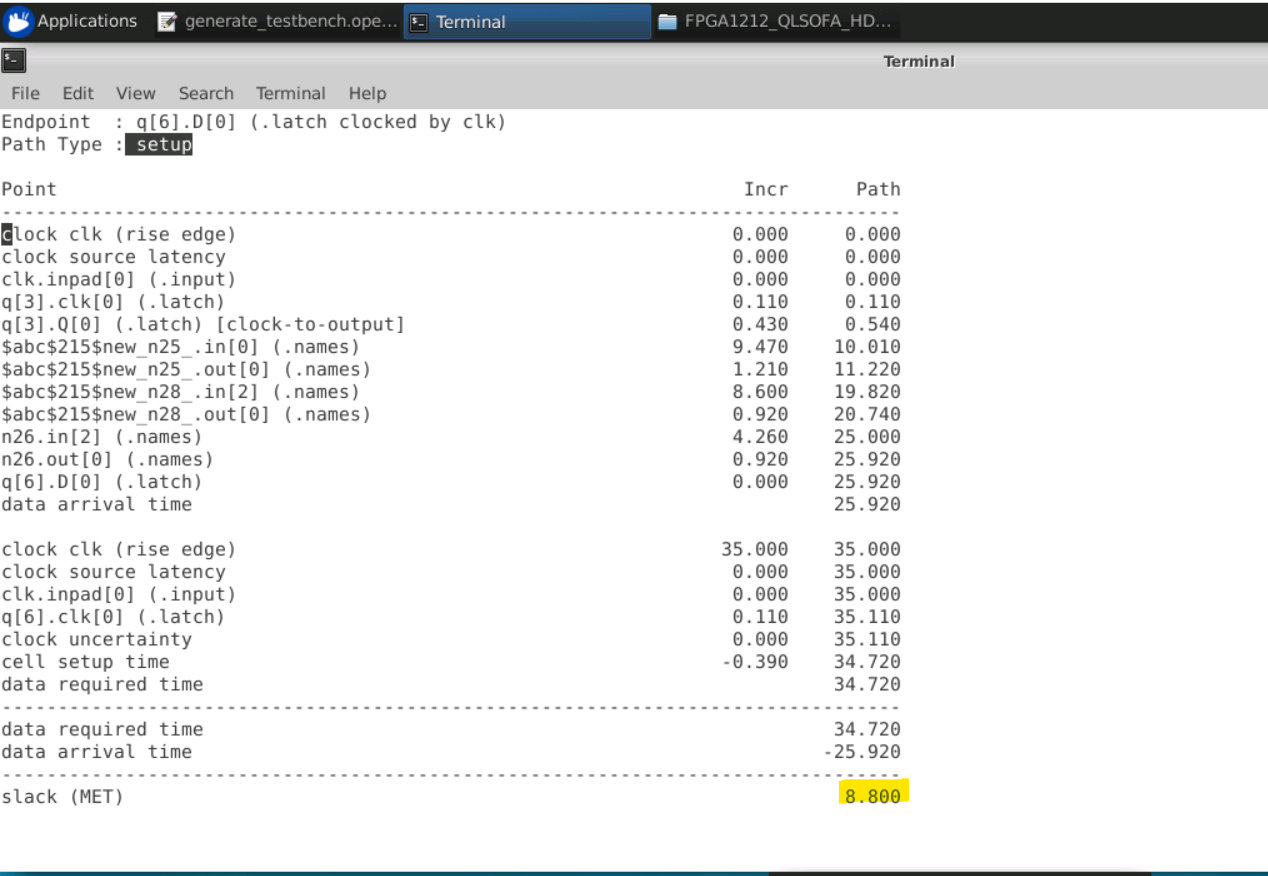 Applications generate_testbench.ope... Terminal FPGA1212_QLSOFA_HD...
Terminal
File Edit View Search Terminal Help
Endpoint : q[6].D[0] (.latch clocked by clk)
Path Type : setup
Point Incr Path
--------------------------------------------------------------------------------
clock clk (rise edge) 0.000 0.000
clock source latency 0.000 0.000
clk.inpad[0] (.input) 0.000 0.000
q[3].clk[0] (.latch) 0.110 0.110
q[3].Q[0] (.latch) [clock-to-output] 0.430 0.540
$abc$215$new_n25_.in[0] (.names) 9.470 10.010
$abc$215$new_n25_.out[0] (.names) 1.210 11.220
$abc$215$new_n28_.in[2] (.names) 8.600 19.820
$abc$215$new_n28_.out[0] (.names) 0.920 20.740
n26.in[2] (.names) 4.260 25.000
n26.out[0] (.names) 0.920 25.920
q[6].D[0] (.latch) 0.000 25.920
data arrival time 25.920
clock clk (rise edge) 35.000 35.000
clock source latency 0.000 35.000
clk.inpad[0] (.input) 0.000 35.000
q[6].clk[0] (.latch) 0.110 35.110
clock uncertainty 0.000 35.110
cell setup time -0.390 34.720
data required time 34.720
--------------------------------------------------------------------------------
data required time 34.720
data arrival time -25.920
--------------------------------------------------------------------------------
slack (MET) 8.800